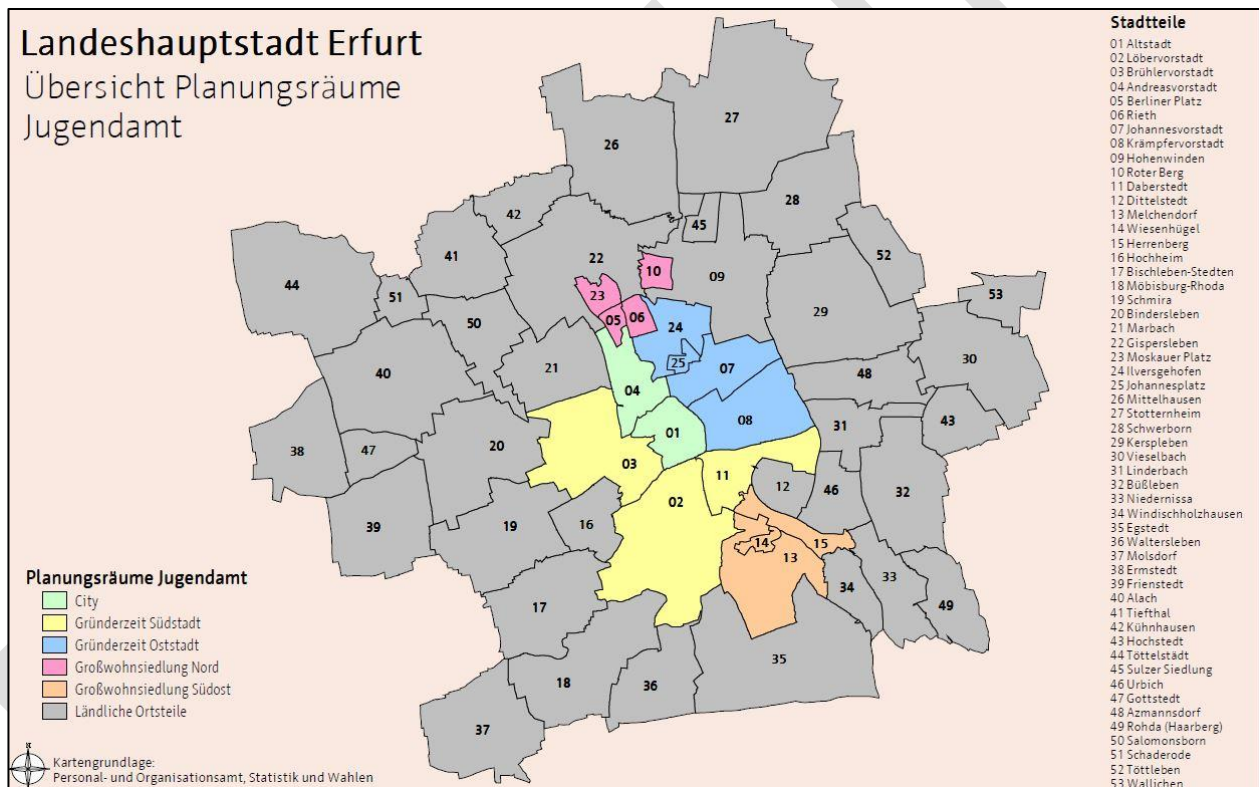 Landeshauptstadt Erfurt
Übersicht Planungsräume
Jugendamt
Stadtteile
01 Altstadt
02 Löbervorstadt
03 Brühlervorstadt
04 Andreasvorstadt
05 Berliner Platz
06 Rieth
07 Johannesvorstadt
08 Krämpfervorstadt
09 Hohenwinden
10 Roter Berg
11 Daberstedt
12 Dittelstedt
13 Melchendorf
14 Wiesenhügel
15 Herrenberg
16 Hochheim
17 Bischleben-Stedten
18 Möbisburg-Rhoda
19 Schmira
20 Bindersleben
21 Marbach
22 Gispersleben
23 Moskauer Platz
24 Ilversgehofen
25 Johannesplatz
26 Mittelhausen
27 Stotternheim
28 Schwerborn
29 Kerspleben
30 Vieselbach
31 Linderbach
32 Büßleben
33 Niedernissa
34 Windischholzhausen
35 Egstedt
36 Waltersleben
37 Molsdorf
38 Ermstedt
39 Frienstedt
40 Alach
41 Tiefthal
42 Kühnhausen
43 Hochstedt
44 Töttelstädt
45 Sulzer Siedlung
46 Urbich
47 Gottstedt
48 Azmannsdorf
49 Rohda (Haarberg)
50 Salomonsborn
51 Schaderode
52 Töttleben
53 Wallichen
27
26
28
42
45
41
52
22
10
09
44
23
53
51
05
06
50
24
29
25
30
21
07
40
48
04
08
43
31
01
38
47
20
03
11
12
46
32
02
39
19
16
14
15
13
34
33
17
49
35
18
36
37
Planungsräume Jugendamt
City
Gründerzeit Südstadt
Gründerzeit Oststadt
Großwohnsiedlung Nord
Großwohnsiedlung Südost
Ländliche Ortsteile
N
Kartengrundlage:
Personal- und Organisationsamt, Statistik und Wahlen